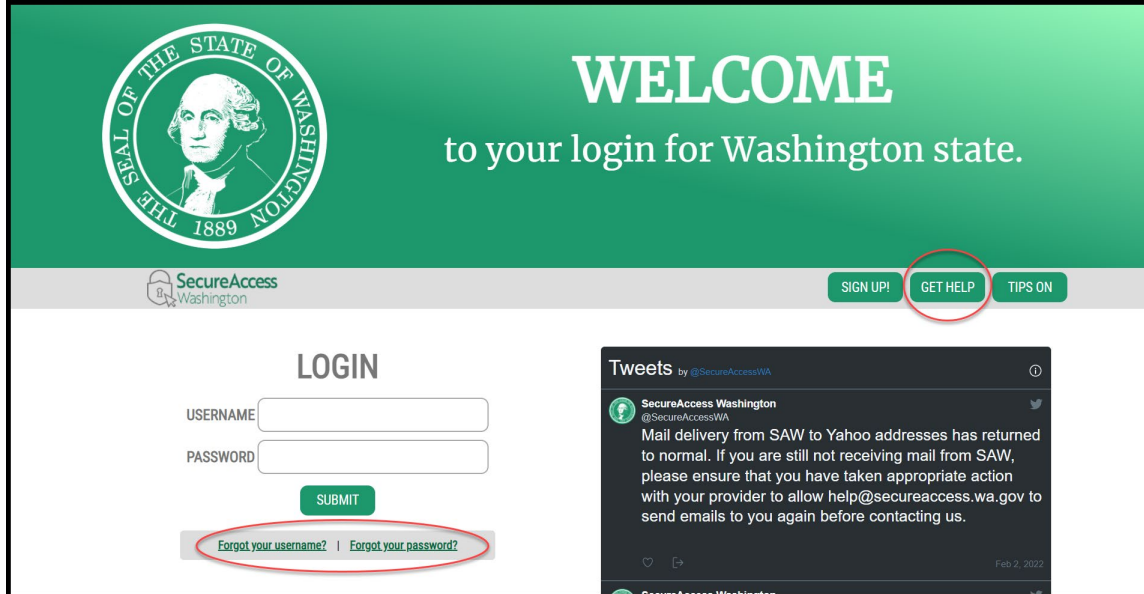 THE SEAL OF THE STATE OF WASHINGTON
1889
WELCOME
to your login for Washington state.
SecureAccess
Washington
SIGN UP!
GET HELP
TIPS ON
LOGIN
USERNAME
PASSWORD
SUBMIT
Forgot your username? | Forgot your password?
Tweets by @SecureAccessWA
SecureAccess Washington
@SecureAccessWA
Mail delivery from SAW to Yahoo addresses has returned
to normal. If you are still not receiving mail from SAW,
please ensure that you have taken appropriate action
with your provider to allow help@secureaccess.wa.gov to
send emails to you again before contacting us.
Feb 2, 2022
SecureAccess Washington